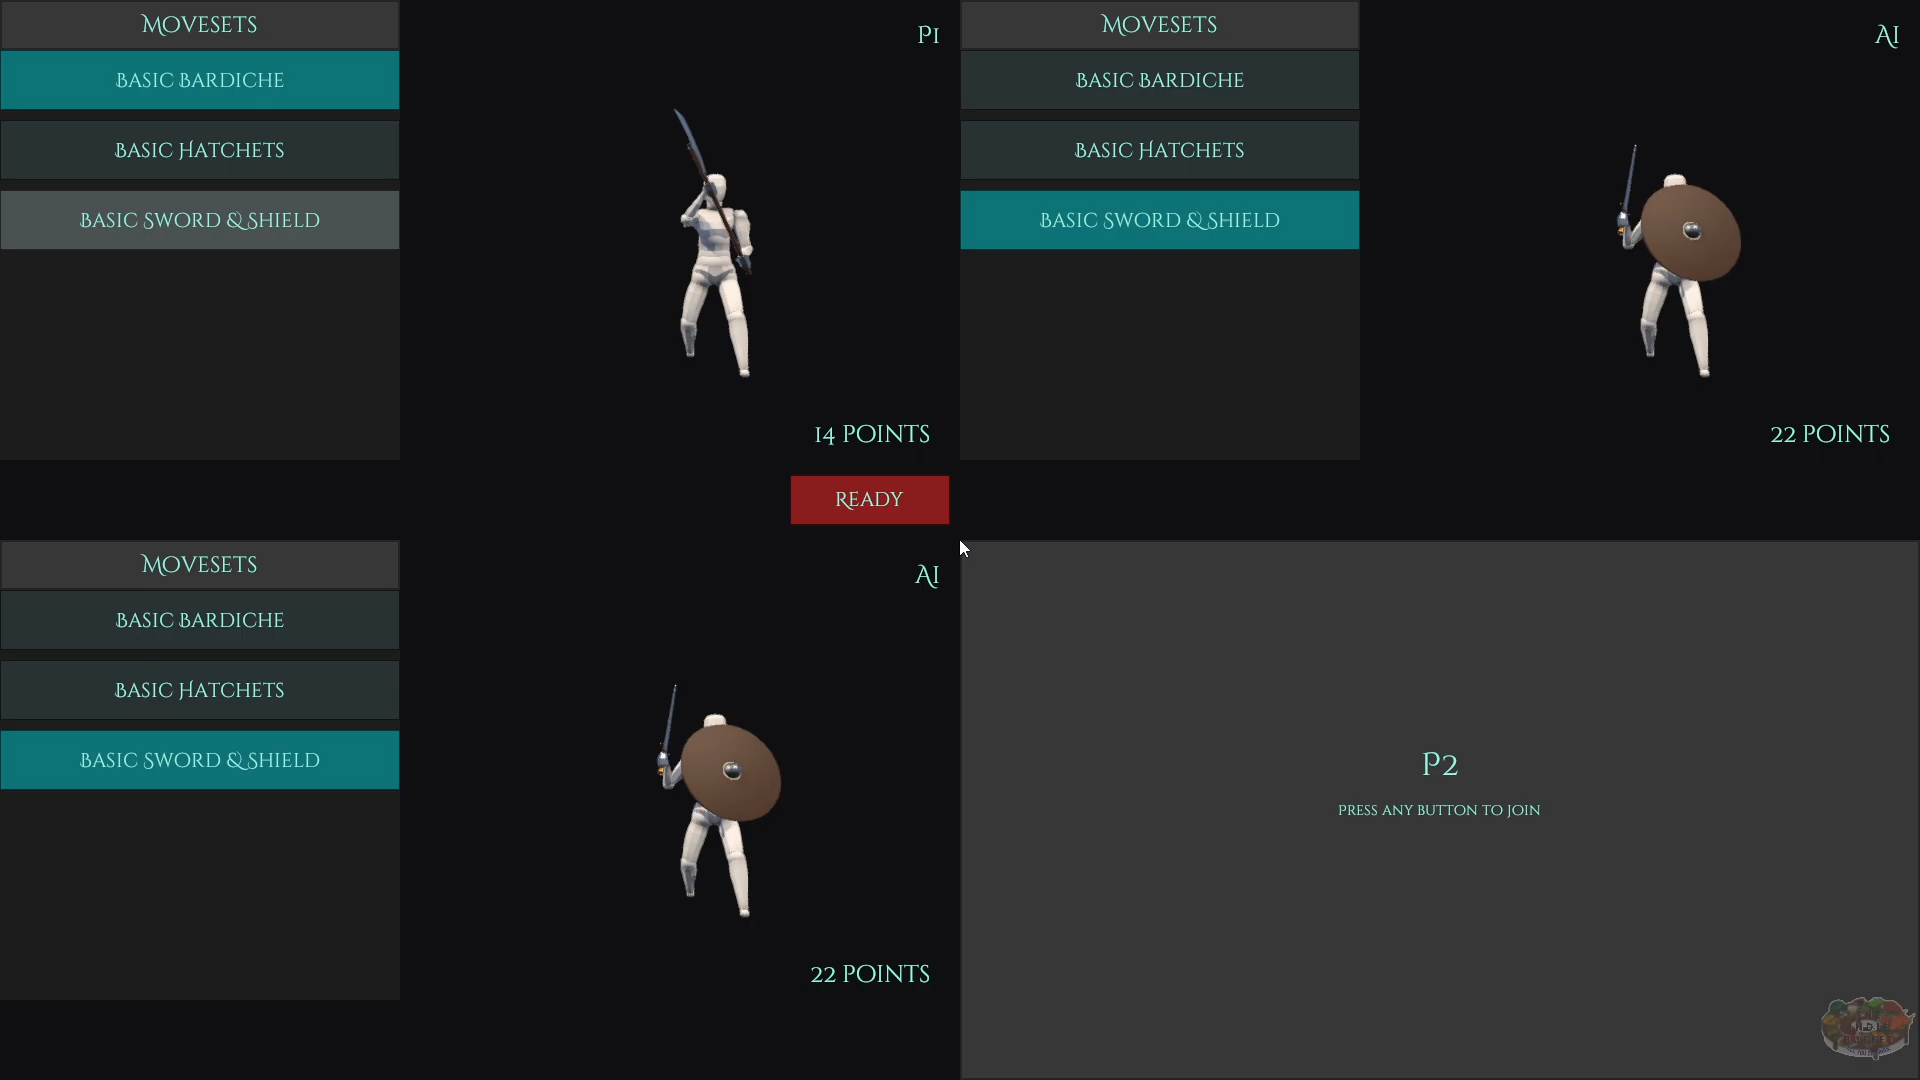 Movesets
Basic Bardiche
Basic Hatchets
Basic Sword & Shield
P1
14 points
Ready
Movesets
Basic Bardiche
Basic Hatchets
Basic Sword & Shield
AI
22 points
Movesets
Basic Bardiche
Basic Hatchets
Basic Sword & Shield
AI
22 points
P2
Press any button to join